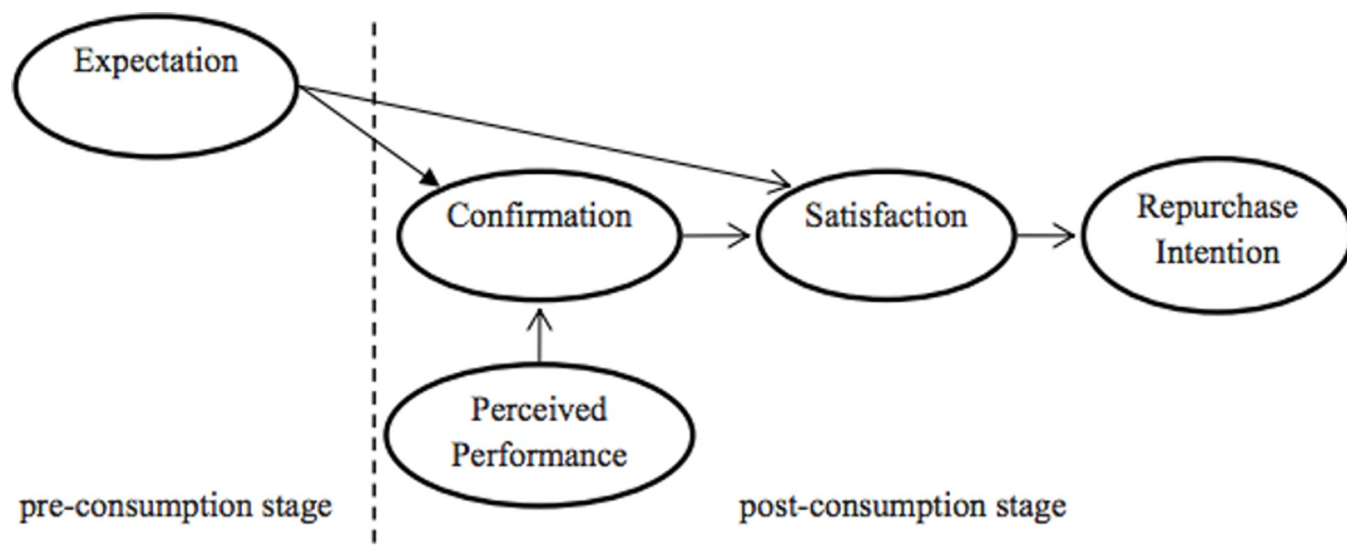 Expectation
Confirmation
Satisfaction
Repurchase
Intention
Perceived
Performance
pre-consumption stage
post-consumption stage